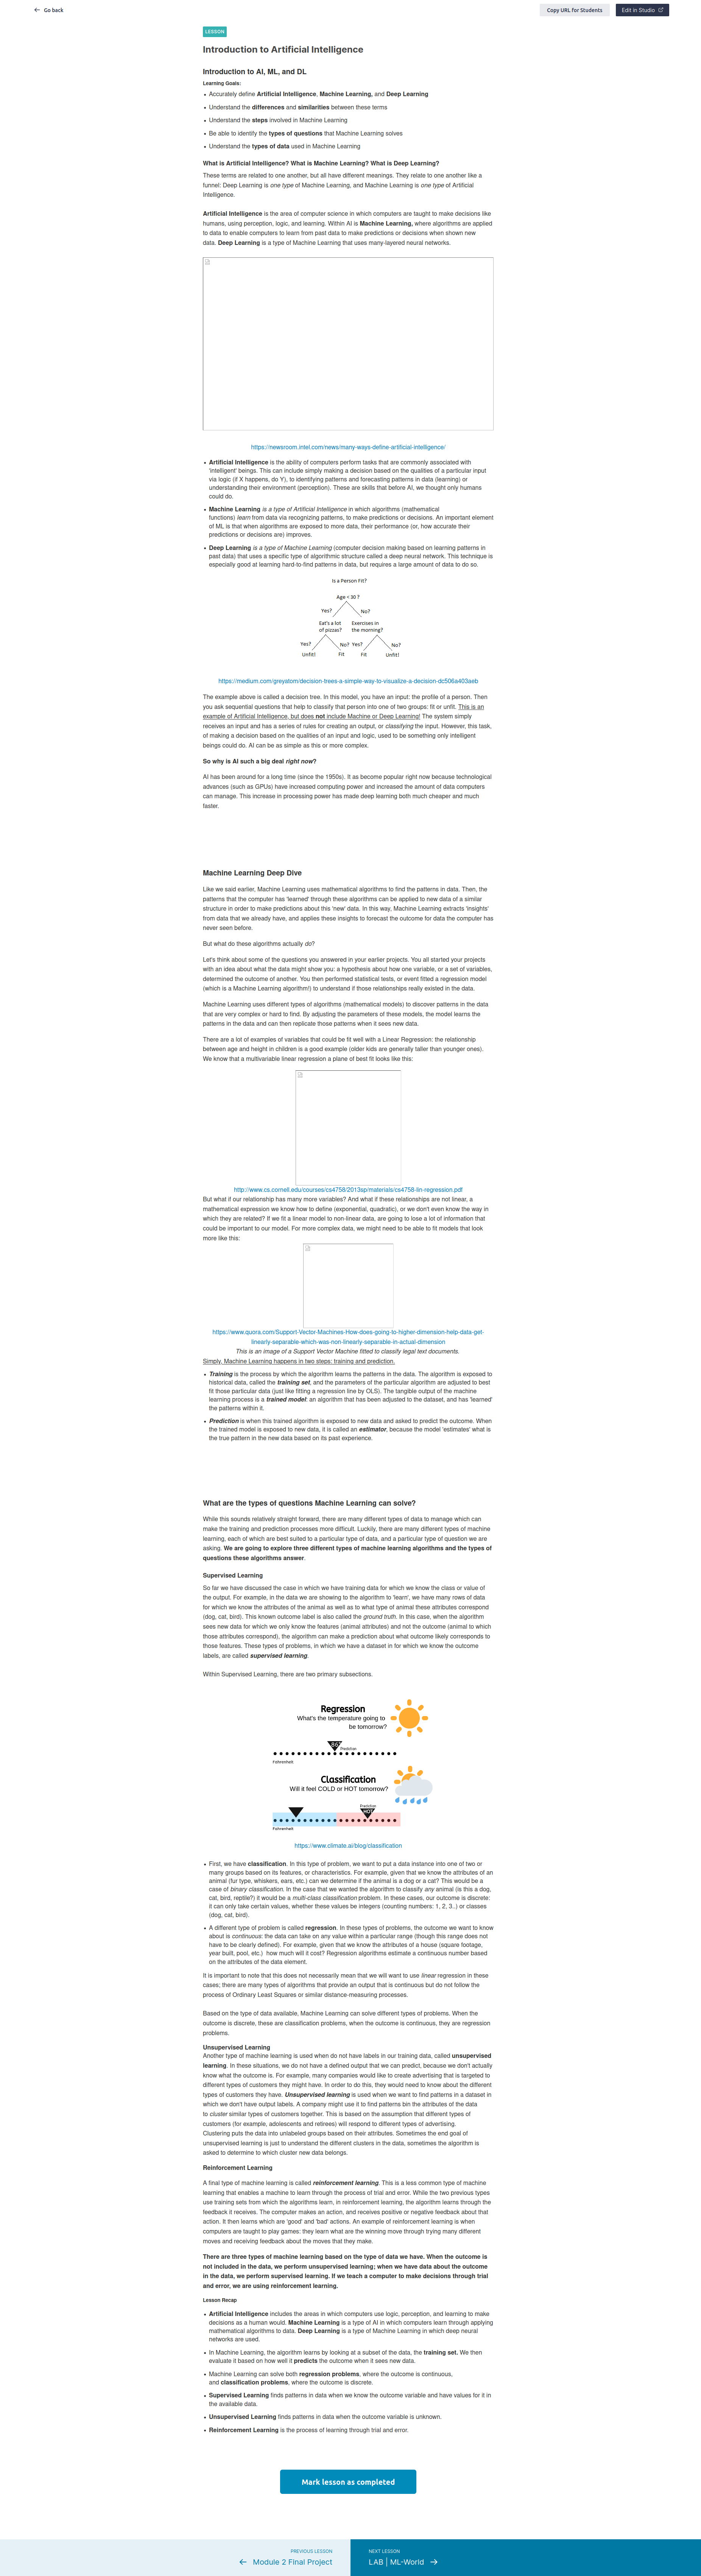 Go back
Copy URL for Students
Edit in Studio
LESSON
Introduction to Artificial Intelligence
Introduction to AI, ML, and DL
Learning Goals:
• Accurately define Artificial Intelligence, Machine Learning, and Deep Learning
• Understand the differences and similarities between these terms
• Understand the steps involved in Machine Learning
• Be able to identify the types of questions that Machine Learning solves
• Understand the types of data used in Machine Learning
What is Artificial Intelligence? What is Machine Learning? What is Deep Learning?
These terms are related to one another, but all have different meanings. They relate to one another like a
funnel: Deep Learning is one type of Machine Learning, and Machine Learning is one type of Artificial
Intelligence.
Artificial Intelligence is the area of computer science in which computers are taught to make decisions like
humans, using perception, logic, and learning. Within AI is Machine Learning, where algorithms are applied
to data to enable computers to learn from past data to make predictions or decisions when shown new
data. Deep Learning is a type of Machine Learning that uses many-layered neural networks.
https://newsroom.intel.com/news/many-ways-define-artificial-intelligence/
• Artificial Intelligence is the ability of computers perform tasks that are commonly associated with
'intelligent' beings. This can include simply making a decision based on the qualities of a particular input
via logic (if X happens, do Y), to identifying patterns and forecasting patterns in data (learning) or
understanding their environment (perception). These are skills that before AI, we thought only humans
could do.
• Machine Learning is a type of Artificial Intelligence in which algorithms (mathematical
functions) learn from data via recognizing patterns, to make predictions or decisions. An important element
of ML is that when algorithms are exposed to more data, their performance (or, how accurate their
predictions or decisions are) improves.
• Deep Learning is a type of Machine Learning (computer decision making based on learning patterns in
past data) that uses a specific type of algorithmic structure called a deep neural network. This technique is
especially good at learning hard-to-find patterns in data, but requires a large amount of data to do so.
Is a Person Fit?
Age < 30 ?
Yes? No?
Eat's a lot Exercises in
of pizzas? the morning?
Yes? No? Yes? No?
Unfit! Fit Fit Unfit!
https://medium.com/greyatom/decision-trees-a-simple-way-to-visualize-a-decision-dc506a403aeb
The example above is called a decision tree. In this model, you have an input: the profile of a person. Then
you ask sequential questions that help to classify that person into one of two groups: fit or unfit. This is an
example of Artificial Intelligence, but does not include Machine or Deep Learning! The system simply
receives an input and has a series of rules for creating an output, or classifying the input. However, this task,
of making a decision based on the qualities of an input and logic, used to be something only intelligent
beings could do. AI can be as simple as this or more complex.
So why is AI such a big deal right now?
AI has been around for a long time (since the 1950s). It as become popular right now because technological
advances (such as GPUs) have increased computing power and increased the amount of data computers
can manage. This increase in processing power has made deep learning both much cheaper and much
faster.
Machine Learning Deep Dive
Like we said earlier, Machine Learning uses mathematical algorithms to find the patterns in data. Then, the
patterns that the computer has 'learned' through these algorithms can be applied to new data of a similar
structure in order to make predictions about this 'new' data. In this way, Machine Learning extracts 'insights'
from data that we already have, and applies these insights to forecast the outcome for data the computer has
never seen before.
But what do these algorithms actually do?
Let's think about some of the questions you answered in your earlier projects. You all started your projects
with an idea about what the data might show you: a hypothesis about how one variable, or a set of variables,
determined the outcome of another. You then performed statistical tests, or event fitted a regression model
(which is a Machine Learning algorithm!) to understand if those relationships really existed in the data.
Machine Learning uses different types of algorithms (mathematical models) to discover patterns in the data
that are very complex or hard to find. By adjusting the parameters of these models, the model learns the
patterns in the data and can then replicate those patterns when it sees new data.
There are a lot of examples of variables that could be fit well with a Linear Regression: the relationship
between age and height in children is a good example (older kids are generally taller than younger ones).
We know that a multivariable linear regression a plane of best fit looks like this:
http://www.cs.cornell.edu/courses/cs4758/2013sp/materials/cs4758-lin-regression.pdf
But what if our relationship has many more variables? And what if these relationships are not linear, a
mathematical expression we know how to define (exponential, quadratic), or we don't even know the way in
which they are related? If we fit a linear model to non-linear data, are going to lose a lot of information that
could be important to our model. For more complex data, we might need to be able to fit models that look
more like this:
https://www.quora.com/Support-Vector-Machines-How-does-going-to-higher-dimension-help-data-get-
linearly-separable-which-was-non-linearly-separable-in-actual-dimension
This is an image of a Support Vector Machine fitted to classify legal text documents.
Simply, Machine Learning happens in two steps: training and prediction.
• Training is the process by which the algorithm learns the patterns in the data. The algorithm is exposed to
historical data, called the training set, and the parameters of the particular algorithm are adjusted to best
fit those particular data (just like fitting a regression line by OLS). The tangible output of the machine
learning process is a trained model: an algorithm that has been adjusted to the dataset, and has 'learned'
the patterns within it.
• Prediction is when this trained algorithm is exposed to new data and asked to predict the outcome. When
the trained model is exposed to new data, it is called an estimator, because the model 'estimates' what is
the true pattern in the new data based on its past experience.
What are the types of questions Machine Learning can solve?
While this sounds relatively straight forward, there are many different types of data to manage which can
make the training and prediction processes more difficult. Luckily, there are many different types of machine
learning, each of which are best suited to a particular type of data, and a particular type of question we are
asking. We are going to explore three different types of machine learning algorithms and the types of
questions these algorithms answer.
Supervised Learning
So far we have discussed the case in which we have training data for which we know the class or value of
the output. For example, in the data we are showing to the algorithm to 'learn', we have many rows of data
for which we know the attributes of the animal as well as to what type of animal these attributes correspond
(dog, cat, bird). This known outcome label is also called the ground truth. In this case, when the algorithm
sees new data for which we only know the features (animal attributes) and not the outcome (animal to which
those attributes correspond), the algorithm can make a prediction about what outcome likely corresponds to
those features. These types of problems, in which we have a dataset in for which we know the outcome
labels, are called supervised learning.
Within Supervised Learning, there are two primary subsections.
Regression
What's the temperature going to
be tomorrow?
Prediction
Fahrenheit
Classification
Will it feel COLD or HOT tomorrow?
Prediction
HOT
Fahrenheit
https://www.climate.ai/blog/classification
• First, we have classification. In this type of problem, we want to put a data instance into one of two or
many groups based on its features, or characteristics. For example, given that we know the attributes of an
animal (fur type, whiskers, ears, etc.) can we determine if the animal is a dog or a cat? This would be a
case of binary classification. In the case that we wanted the algorithm to classify any animal (is this a dog,
cat, bird, reptile?) it would be a multi-class classification problem. In these cases, our outcome is discrete:
it can only take certain values, whether these values be integers (counting numbers: 1, 2, 3..) or classes
(dog, cat, bird).
• A different type of problem is called regression. In these types of problems, the outcome we want to know
about is continuous: the data can take on any value within a particular range (though this range does not
have to be clearly defined). For example, given that we know the attributes of a house (square footage,
year built, pool, etc.) how much will it cost? Regression algorithms estimate a continuous number based
on the attributes of the data element.
It is important to note that this does not necessarily mean that we will want to use linear regression in these
cases; there are many types of algorithms that provide an output that is continuous but do not follow the
process of Ordinary Least Squares or similar distance-measuring processes.
Based on the type of data available, Machine Learning can solve different types of problems. When the
outcome is discrete, these are classification problems, when the outcome is continuous, they are regression
problems.
Unsupervised Learning
Another type of machine learning is used when do not have labels in our training data, called unsupervised
learning. In these situations, we do not have a defined output that we can predict, because we don't actually
know what the outcome is. For example, many companies would like to create advertising that is targeted to
different types of customers they might have. In order to do this, they would need to know about the different
types of customers they have. Unsupervised learning is used when we want to find patterns in a dataset in
which we don't have output labels. A company might use it to find patterns bin the attributes of the data
to cluster similar types of customers together. This is based on the assumption that different types of
customers (for example, adolescents and retirees) will respond to different types of advertising.
Clustering puts the data into unlabeled groups based on their attributes. Sometimes the end goal of
unsupervised learning is just to understand the different clusters in the data, sometimes the algorithm is
asked to determine to which cluster new data belongs.
Reinforcement Learning
A final type of machine learning is called reinforcement learning. This is a less common type of machine
learning that enables a machine to learn through the process of trial and error. While the two previous types
use training sets from which the algorithms learn, in reinforcement learning, the algorithm learns through the
feedback it receives. The computer makes an action, and receives positive or negative feedback about that
action. It then learns which are 'good' and 'bad' actions. An example of reinforcement learning is when
computers are taught to play games: they learn what are the winning move through trying many different
moves and receiving feedback about the moves that they make.
There are three types of machine learning based on the type of data we have. When the outcome is
not included in the data, we perform unsupervised learning; when we have data about the outcome
in the data, we perform supervised learning. If we teach a computer to make decisions through trial
and error, we are using reinforcement learning.
Lesson Recap
• Artificial Intelligence includes the areas in which computers use logic, perception, and learning to make
decisions as a human would. Machine Learning is a type of AI in which computers learn through applying
mathematical algorithms to data. Deep Learning is a type of Machine Learning in which deep neural
networks are used.
• In Machine Learning, the algorithm learns by looking at a subset of the data, the training set. We then
evaluate it based on how well it predicts the outcome when it sees new data.
• Machine Learning can solve both regression problems, where the outcome is continuous,
and classification problems, where the outcome is discrete.
• Supervised Learning finds patterns in data when we know the outcome variable and have values for it in
the available data.
• Unsupervised Learning finds patterns in data when the outcome variable is unknown.
• Reinforcement Learning is the process of learning through trial and error.
Mark lesson as completed
PREVIOUS LESSON
Module 2 Final Project
NEXT LESSON
LAB | ML-World